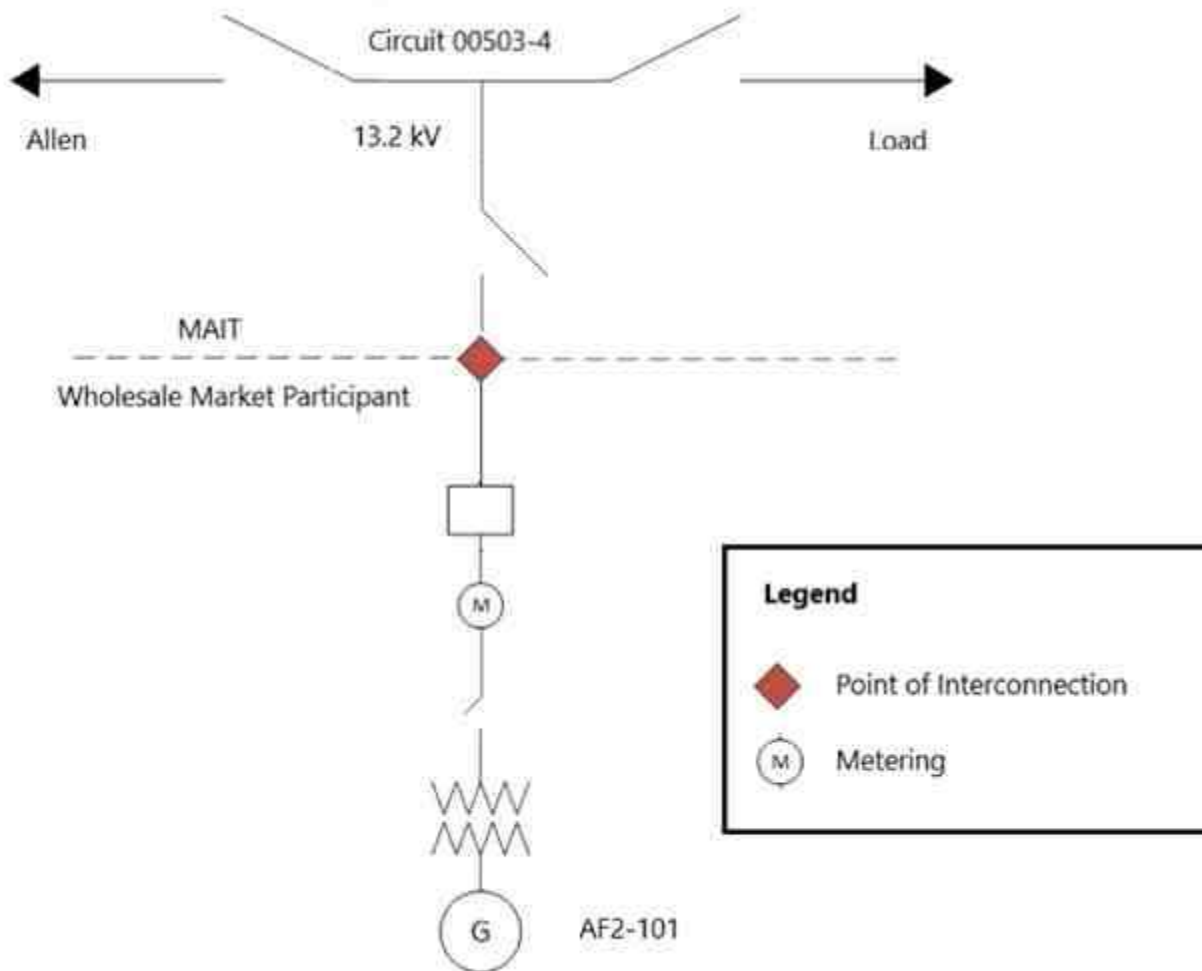 Circuit 00503-4
Allen
13.2 kV
Load
MAIT
Wholesale Market Participant
M
Legend
Point of Interconnection
M
Metering
G
AF2-101